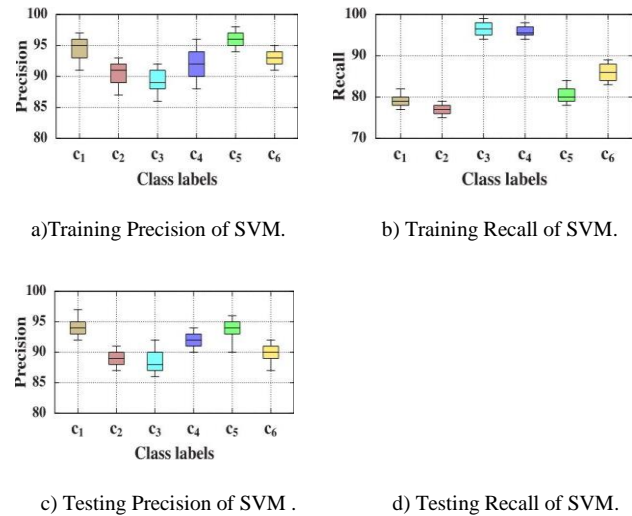 100
95
90
85
80
Precision
c1 c2 c3 c4 c5 c6
Class labels
100
90
80
70
Recall
c1 c2 c3 c4 c5 c6
Class labels
a)Training Precision of SVM.
b) Training Recall of SVM.
100
95
90
85
80
Precision
c1 c2 c3 c4 c5 c6
Class labels
c) Testing Precision of SVM .
d) Testing Recall of SVM.